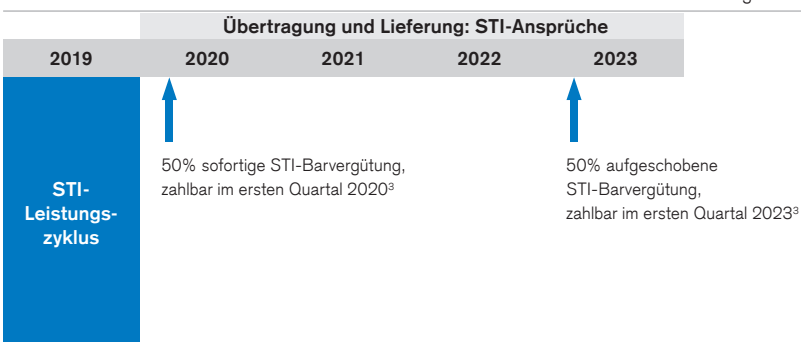 Übertragung und Lieferung: STI-Ansprüche
2019 2020 2021 2022 2023
50% sofortige STI-Barvergütung,
zahlbar im ersten Quartal 2020³
50% aufgeschobene
STI-Barvergütung,
zahlbar im ersten Quartal 2023³
STI-
Leistungs-
zyklus